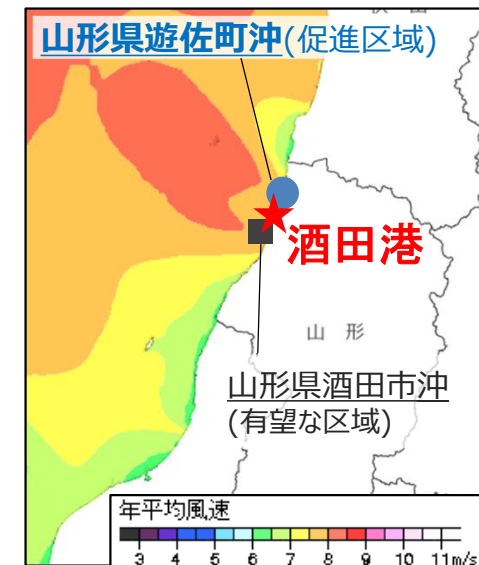 山形県遊佐町沖(促進区域)
酒田港
山 形
山形県酒田市沖
(有望な区域)
年平均風速
3 4 5 6 7 8 9 10 11m/s